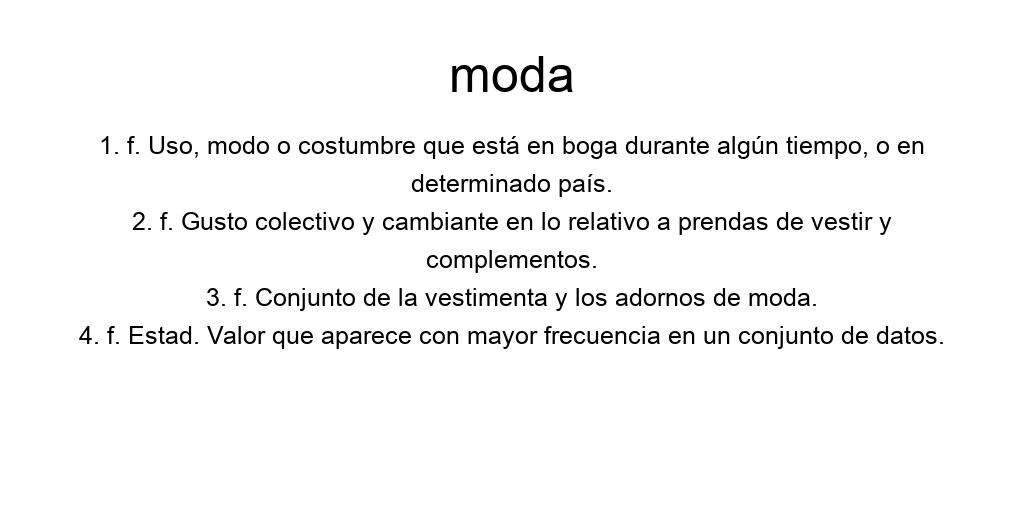 moda
1. f. Uso, modo o costumbre que está en boga durante algún tiempo, o en
determinado país.
2. f. Gusto colectivo y cambiante en lo relativo a prendas de vestir y
complementos.
3. f. Conjunto de la vestimenta y los adornos de moda.
4. f. Estad. Valor que aparece con mayor frecuencia en un conjunto de datos.